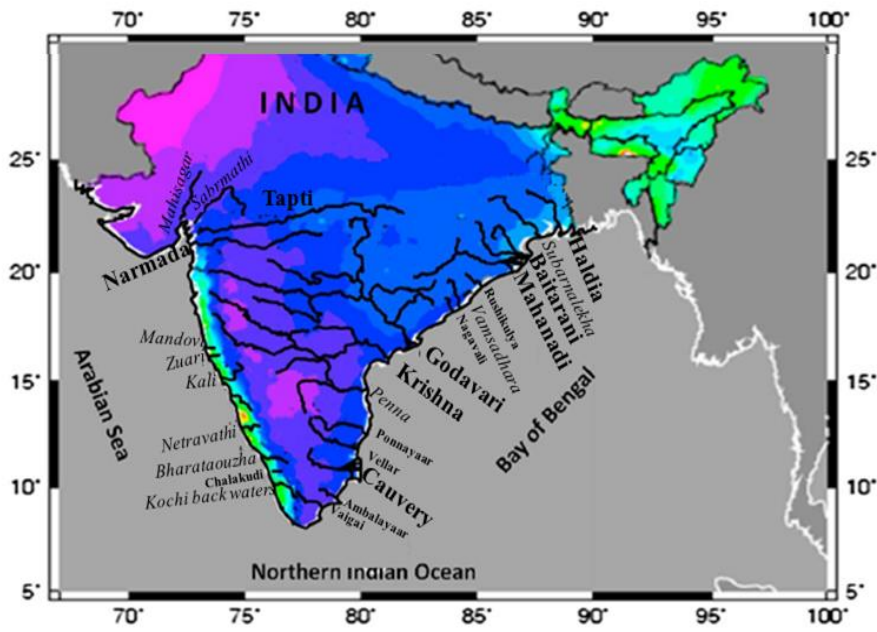 70° 75° 80° 85° 90° 95° 100°
INDIA
25°
Mahisagar
Sabrmathi
Tapti
Narmada
20°
Haldia
Subarnalekha
Baitarani
Mahanadi
Rushikulya
Vamsadhara
Nagavali
Mandovi
Zuari
Kali
Godavari
Krishna
15°
Arabian Sea
Bay of Bengal
Penna
Netravathi
Ponnayaar
Bharataouzha
Vellar
Chalakudi
Cauvery
10°
Kochi back waters
Ambalayaar
Vaigai
Northern Indian Ocean
5°
25°
20°
15°
10°
5°
70° 75° 80° 85° 90° 95° 100°